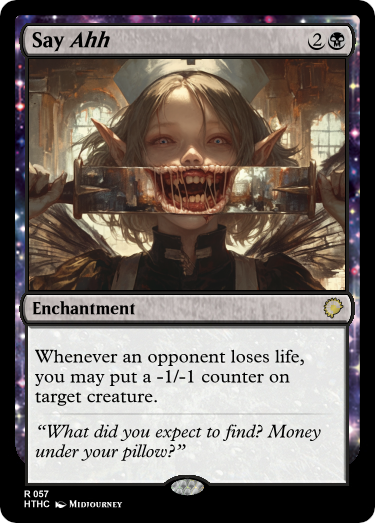 Say Ahh 2
Enchantment
Whenever an opponent loses life,
you may put a -1/-1 counter on
target creature.
“What did you expect to find? Money
under your pillow?”
R 057
HTHC MIDJOURNEY